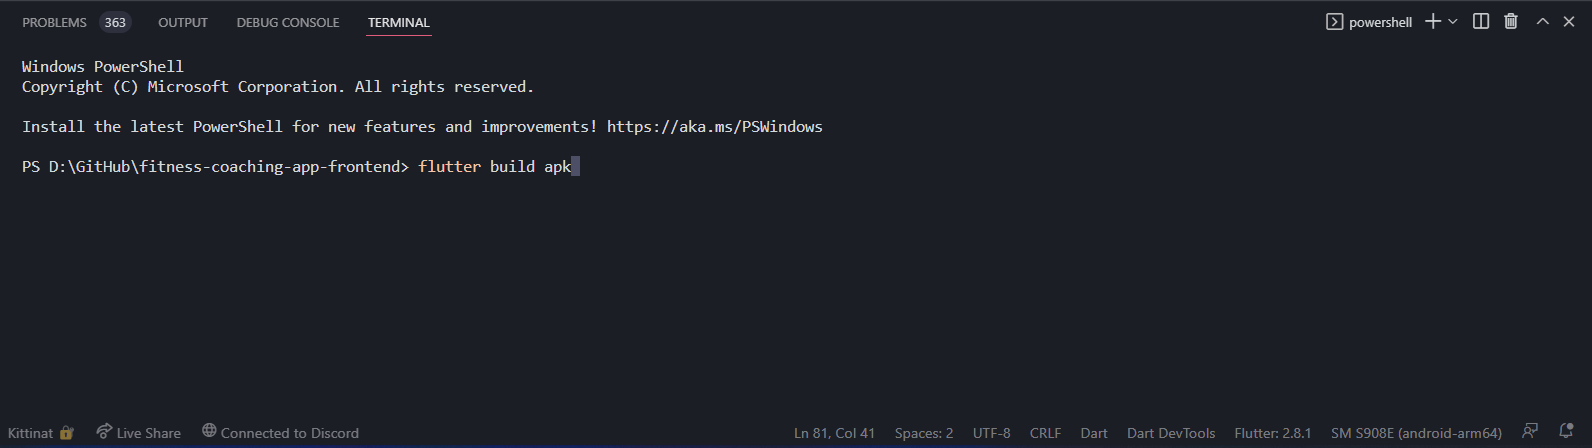 PROBLEMS 363 OUTPUT DEBUG CONSOLE TERMINAL powershell
Windows PowerShell
Copyright (C) Microsoft Corporation. All rights reserved.
Install the latest PowerShell for new features and improvements! https://aka.ms/PSWindows
PS D:\GitHub\fitness-coaching-app-frontend> flutter build apk
Kittinat Live Share Connected to Discord Ln 81, Col 41 Spaces: 2 UTF-8 CRLF Dart Dart DevTools Flutter: 2.8.1 SM S908E (android-arm64)